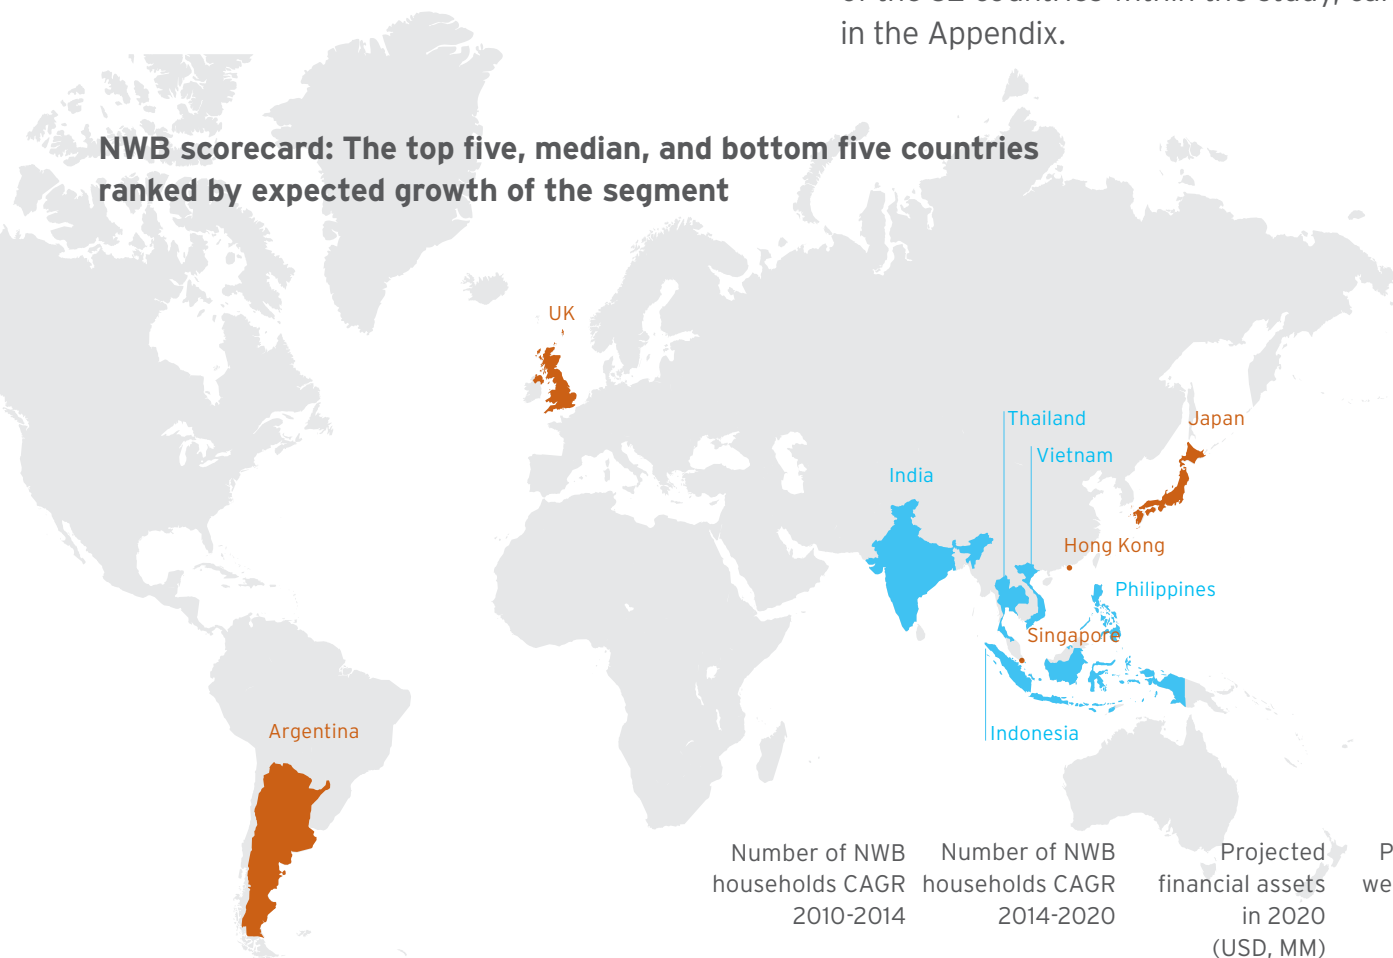 in the Appendix.
NWB scorecard: The top five, median, and bottom five countries
ranked by expected growth of the segment
UK
Thailand
Japan
Vietnam
India
Hong Kong
Philippines
Singapore
Argentina
Indonesia
Number of NWB
households CAGR
2010-2014
Number of NWB
households CAGR
2014-2020
Projected
financial assets
in 2020
(USD, MM)